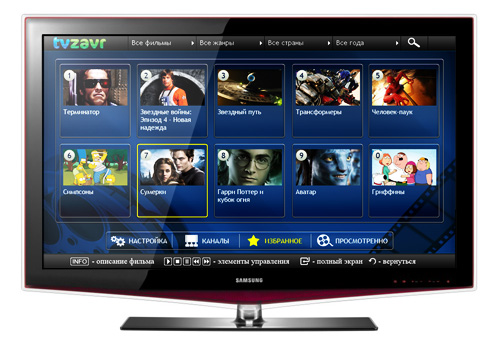 tvzavr
Все фильмы Все жанры Все страны Все года
1 2 3 4 5
Терминатор
Звездные войны: Эпизод 4 - Новая надежда
Звездный путь
Трансформеры
Человек-паук
6 7 8 9 0
Симпсоны
Сумерки
Гарри Поттер и кубок огня
Аватар
Гриффины
НАСТРОЙКА КАНАЛЫ ИЗБРАННОЕ ПРОСМОТРЕННО
INFO - описание фильма - элементы управления - полный экран - вернуться
SAMSUNG